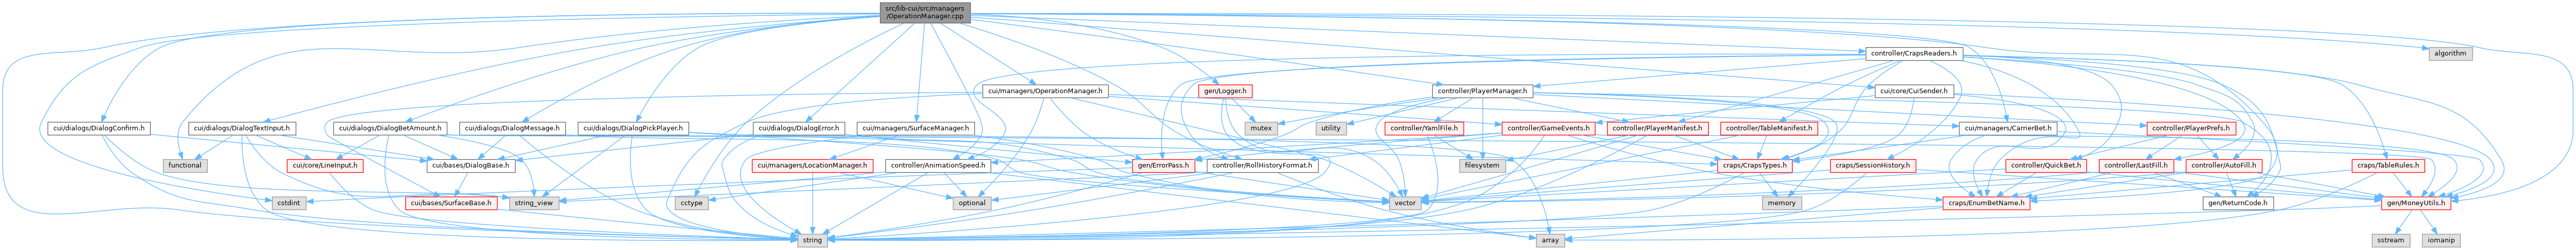 src/lib-cui/src/managers
/OperationManager.cpp
controller/CrapsReaders.h
algorithm
cui/managers/OperationManager.h
gen/Logger.h
controller/PlayerManager.h
cui/core/CuiSender.h
cui/dialogs/DialogConfirm.h
cui/dialogs/DialogTextInput.h
cui/dialogs/DialogBetAmount.h
cui/dialogs/DialogMessage.h
cui/dialogs/DialogPickPlayer.h
cui/dialogs/DialogError.h
cui/managers/SurfaceManager.h
mutex
utility
controller/YamlFile.h
controller/GameEvents.h
controller/PlayerManifest.h
controller/TableManifest.h
cui/managers/CarrierBet.h
controller/PlayerPrefs.h
functional
cui/core/LineInput.h
cui/bases/DialogBase.h
cui/managers/LocationManager.h
controller/AnimationSpeed.h
gen/ErrorPass.h
controller/RollHistoryFormat.h
filesystem
craps/CrapsTypes.h
craps/SessionHistory.h
controller/QuickBet.h
controller/LastFill.h
controller/AutoFill.h
craps/TableRules.h
cstdint
cui/bases/SurfaceBase.h
string_view
cctype
optional
vector
memory
craps/EnumBetName.h
gen/ReturnCode.h
gen/MoneyUtils.h
string
array
sstream
iomanip